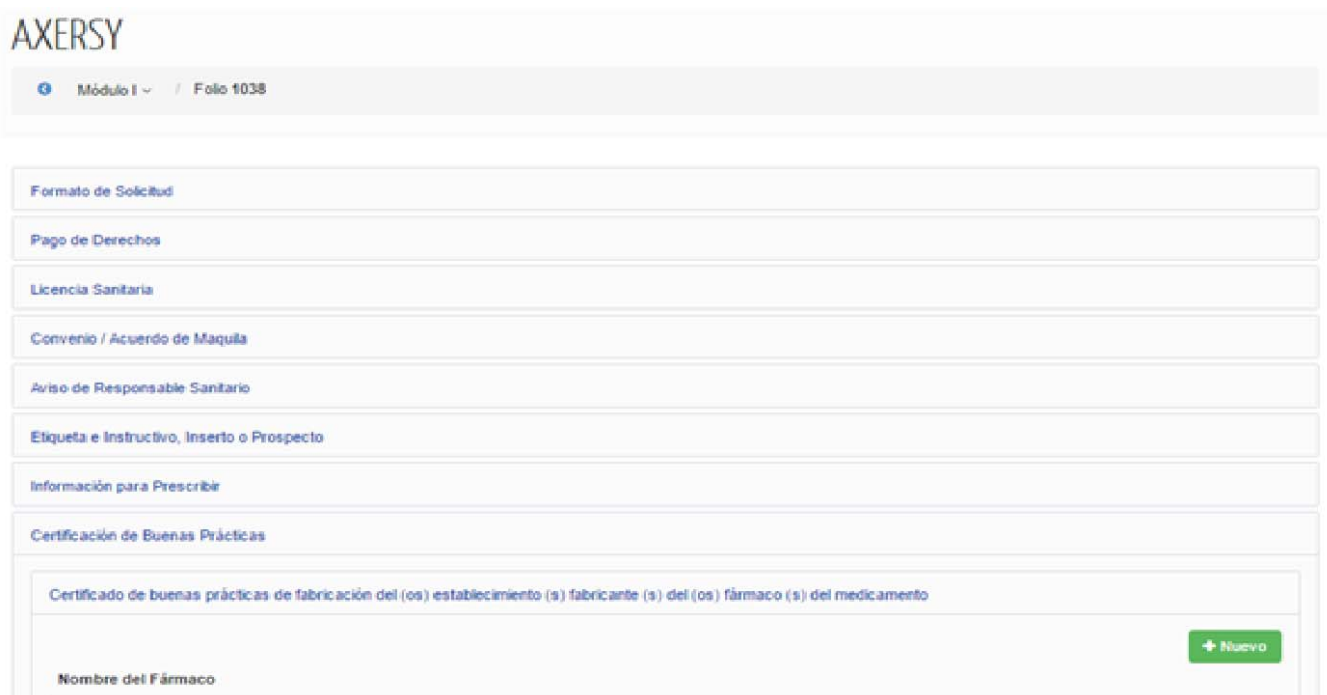 AXERSY
Módulo I / Folio 1038
Formato de Solicitud
Pago de Derechos
Licencia Sanitaria
Convenio / Acuerdo de Maquila
Aviso de Responsable Sanitario
Etiqueta e Instructivo, Inserto o Prospecto
Información para Prescribir
Certificación de Buenas Prácticas
Certificado de buenas prácticas de fabricación del (os) establecimiento (s) fabricante (s) del (os) fármaco (s) del medicamento
+ Nuevo
Nombre del Fármaco